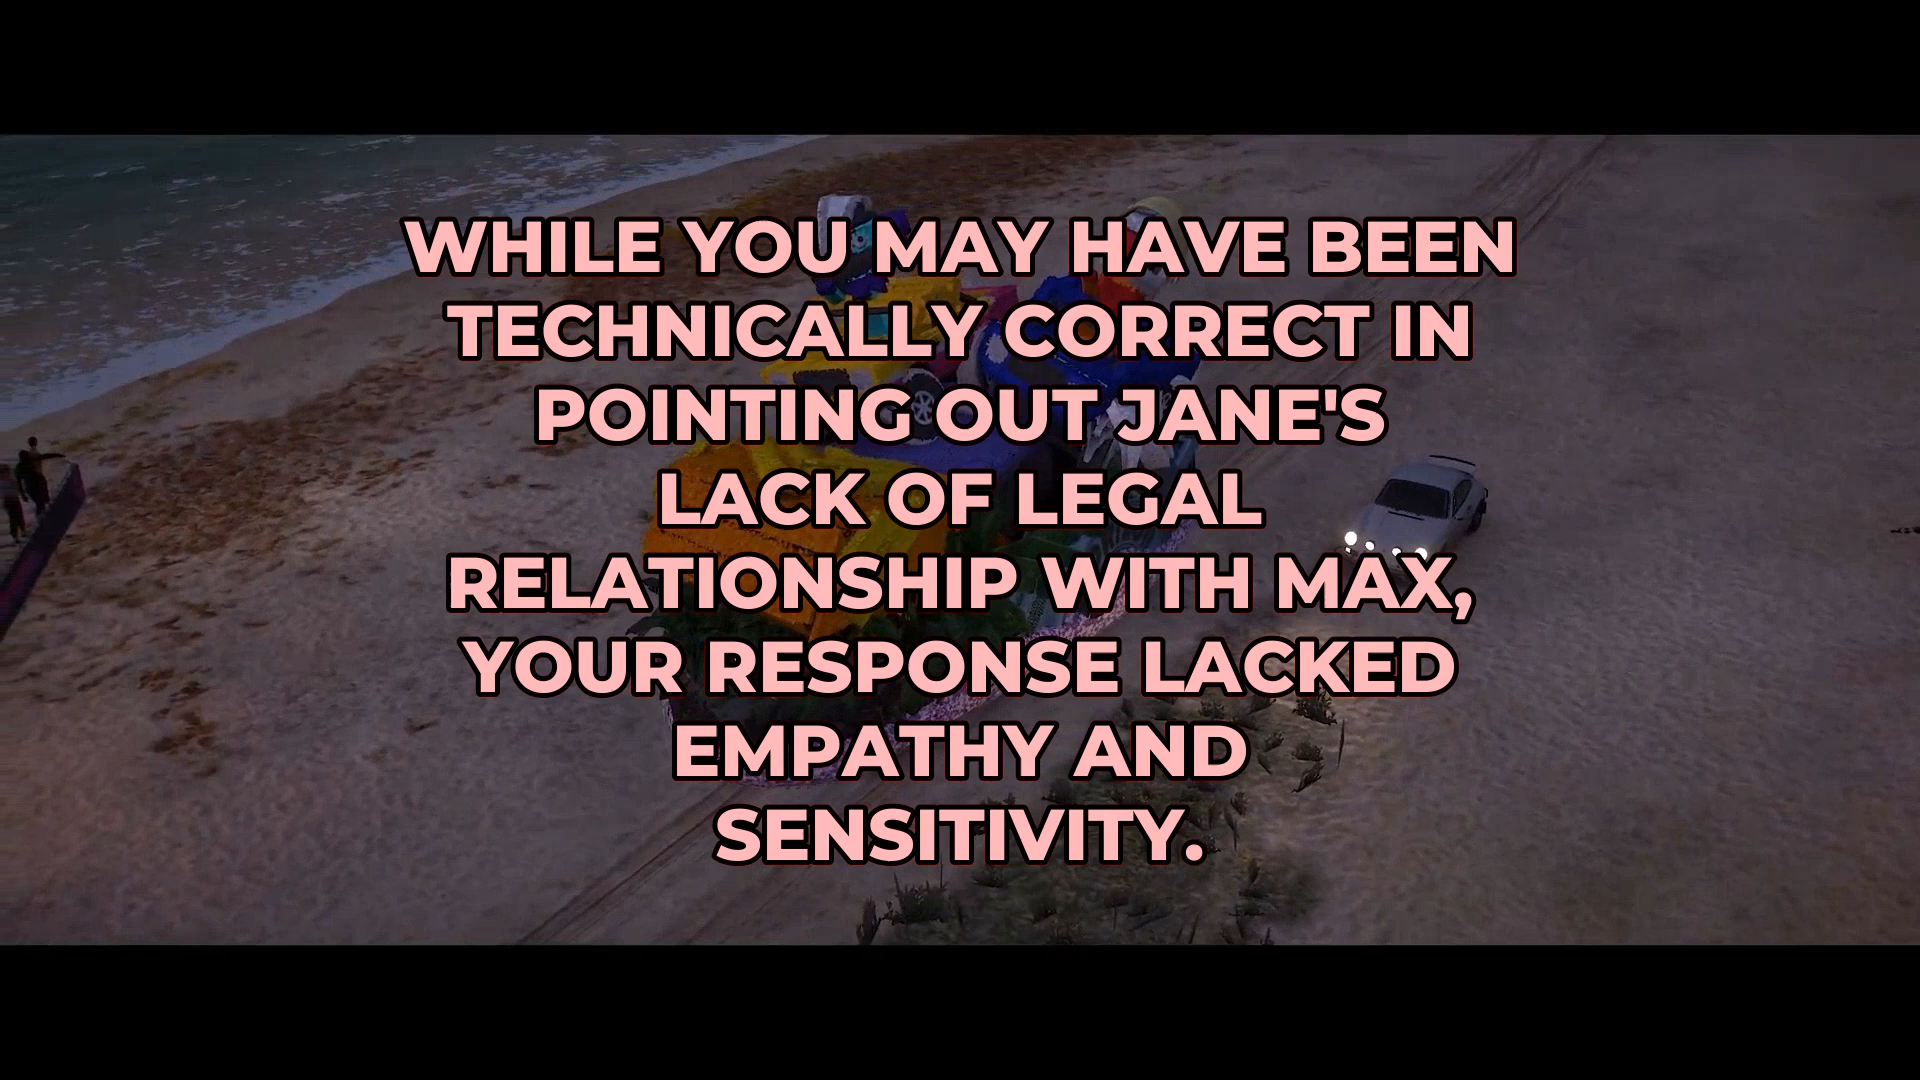 WHILE YOU MAY HAVE BEEN
TECHNICALLY CORRECT IN
POINTING OUT JANE'S
LACK OF LEGAL
RELATIONSHIP WITH MAX,
YOUR RESPONSE LACKED
EMPATHY AND
SENSITIVITY.